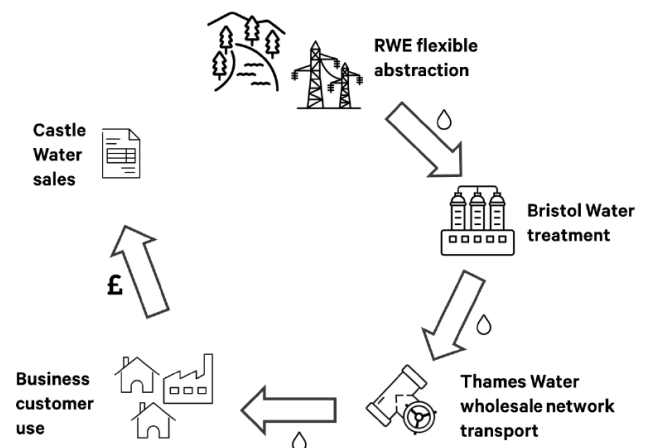 RWE flexible
abstraction
Bristol Water
treatment
Thames Water
wholesale network
transport
Business
customer
use
£
Castle
Water
sales